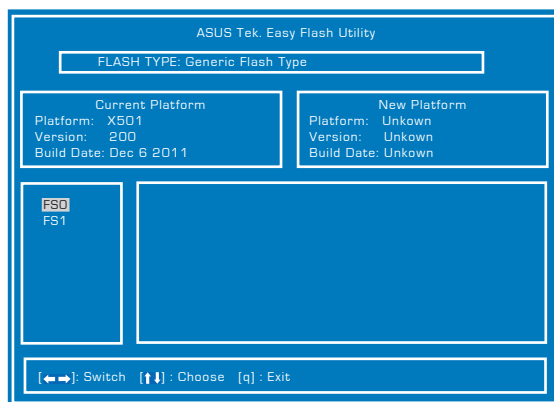 ASUS Tek. Easy Flash Utility
FLASH TYPE: Generic Flash Type
Current Platform
Platform: X501
Version: 200
Build Date: Dec 6 2011
New Platform
Platform: Unkown
Version: Unkown
Build Date: Unkown
FS0
FS1
[←→]: Switch [↑↓] : Choose [q] : Exit